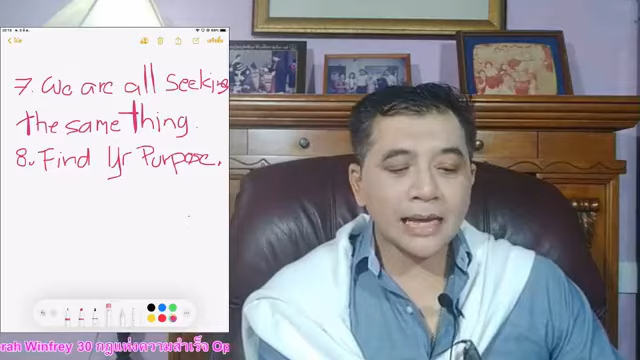 7. We are all Seeking
the same thing.
8. Find Yr Purpose.
rah Winfrey 30 กฎแห่งความสำเร็จ Op